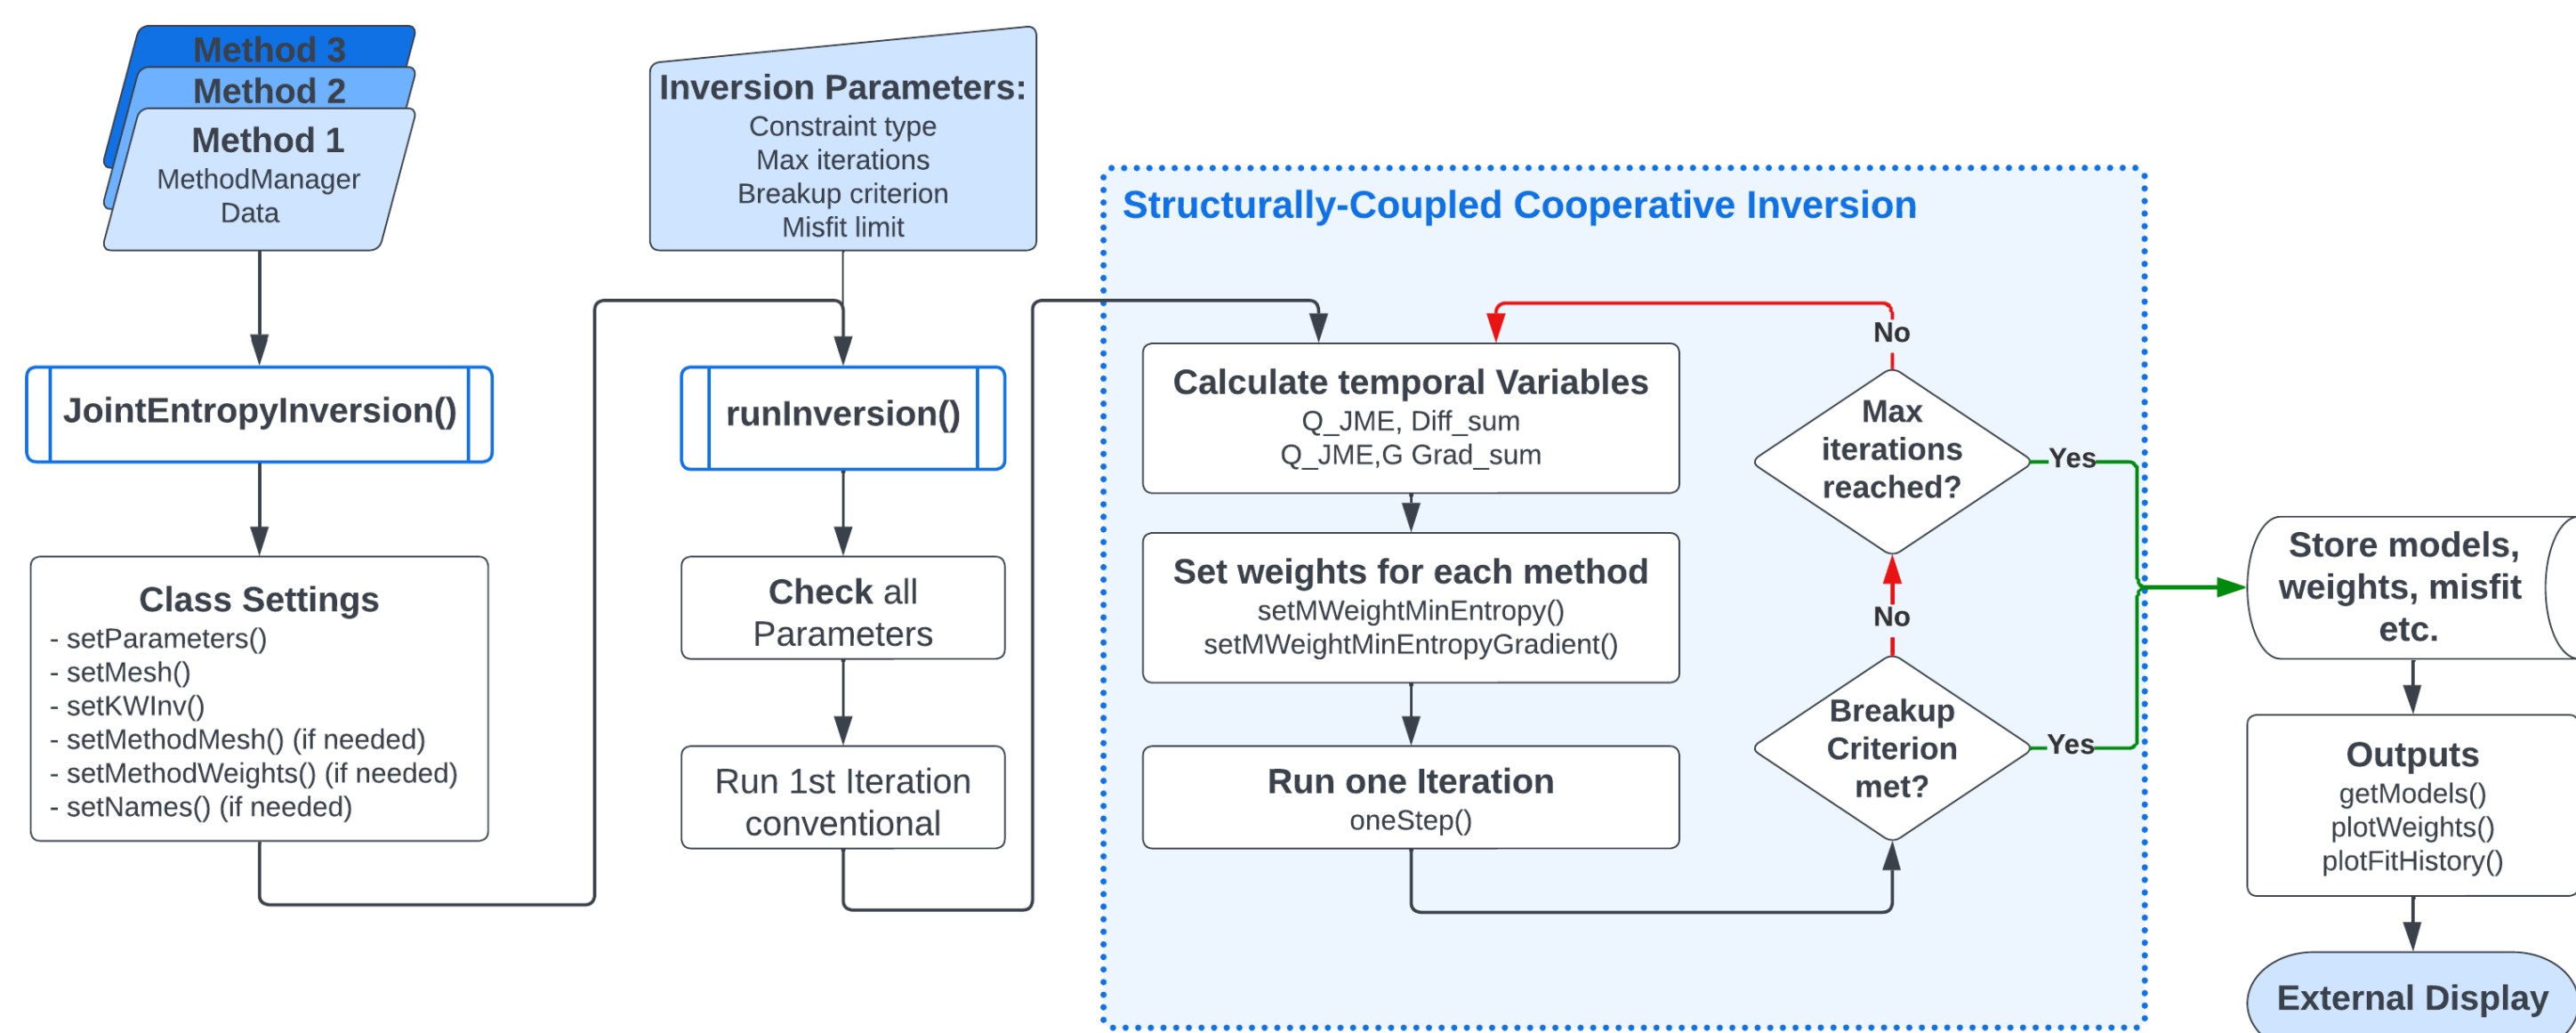 Method 3
Method 2
Method 1
MethodManager
Data
JointEntropyInversion()
Class Settings
- setParameters()
- setMesh()
- setKWInv()
- setMethodMesh() (if needed)
- setMethodWeights() (if needed)
- setNames() (if needed)
Inversion Parameters:
Constraint type
Max iterations
Breakup criterion
Misfit limit
runInversion()
Check all
Parameters
Run 1st Iteration
conventional
Structurally-Coupled Cooperative Inversion
Calculate temporal Variables
Q_JME, Diff_sum
Q_JME,G Grad_sum
Set weights for each method
setMWeightMinEntropy()
setMWeightMinEntropyGradient()
Run one Iteration
oneStep()
No
Max
iterations
reached?
Yes
No
Breakup
Criterion
met?
Yes
Store models,
weights, misfit
etc.
Outputs
getModels()
plotWeights()
plotFitHistory()
External Display